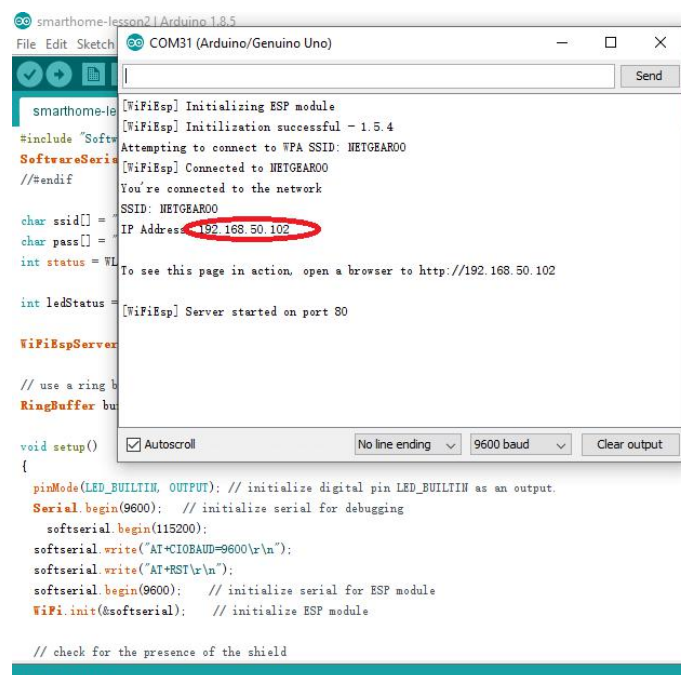 smarthome-lesson2 | Arduino 1.8.5
File Edit Sketch
COM31 (Arduino/Genuino Uno)
Send
smarthome-le
[WiFiEsp] Initializing ESP module
[WiFiEsp] Initilization successful - 1.5.4
Attempting to connect to WPA SSID: NETGEAR00
[WiFiEsp] Connected to NETGEAR00
You're connected to the network
SSID: NETGEAR00
IP Address: 192.168.50.102
To see this page in action, open a browser to http://192.168.50.102
[WiFiEsp] Server started on port 80
Autoscroll
No line ending
9600 baud
Clear output
#include "Softw
SoftwareSeria
//#endif
char ssid[] = "
char pass[] = "
int status = WL
int ledStatus =
WiFiEspServer
// use a ring b
RingBuffer bu
void setup()
{
pinMode(LED_BUILTIN, OUTPUT); // initialize digital pin LED_BUILTIN as an output.
Serial.begin(9600); // initialize serial for debugging
softserial.begin(115200);
softserial.write("AT+CIOBAUD=9600\r\n");
softserial.write("AT+RST\r\n");
softserial.begin(9600); // initialize serial for ESP module
WiFi.init(&softserial); // initialize ESP module
// check for the presence of the shield